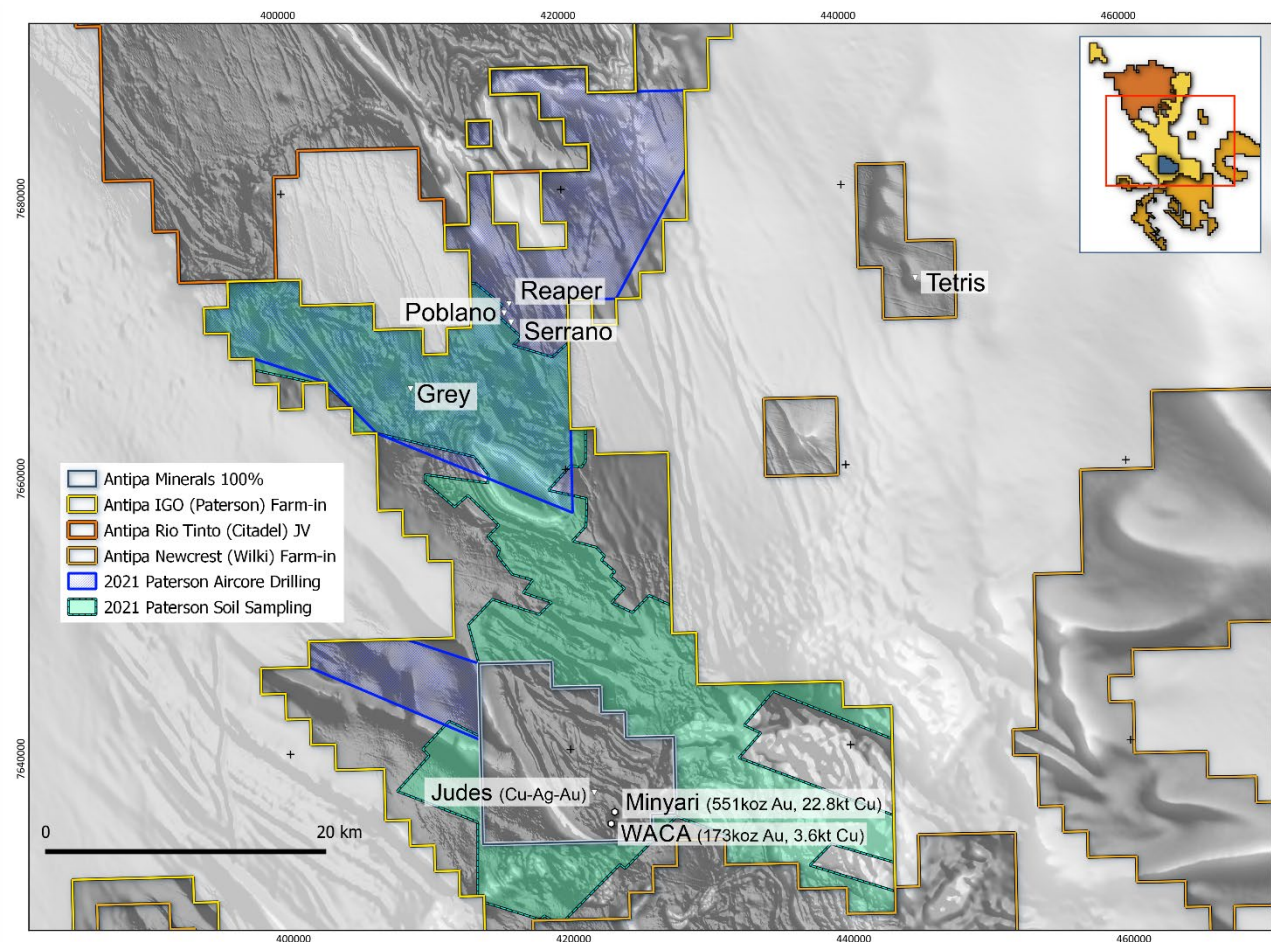 400000
420000
440000
460000
7680000
7660000
7640000
Tetris
Reaper
Poblano
Serrano
Grey
Antipa Minerals 100%
Antipa IGO (Paterson) Farm-in
Antipa Rio Tinto (Citadel) JV
Antipa Newcrest (Wilki) Farm-in
2021 Paterson Aircore Drilling
2021 Paterson Soil Sampling
Judes (Cu-Ag-Au)
Minyari (551koz Au, 22.8kt Cu)
WACA (173koz Au, 3.6kt Cu)
0 20 km
400000
420000
440000
460000